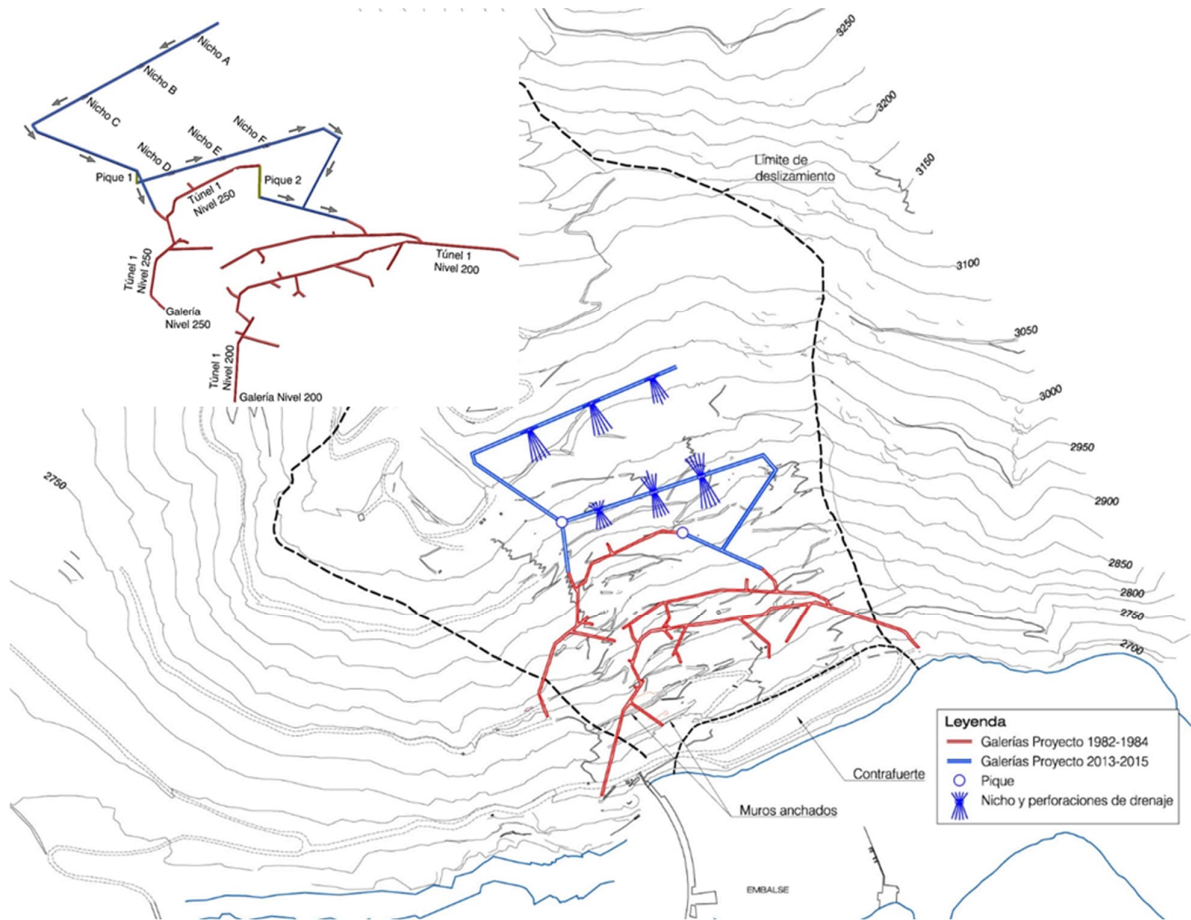 Nicho A
Nicho B
Nicho C
Nicho D
Nicho E
Nicho F
Pique 1
Pique 2
Túnel 1
Nivel 250
Túnel 1
Nivel 250
Galería
Nivel 250
Túnel 1
Nivel 200
Túnel 1
Nivel 200
Galería Nivel 200
3250
3200
3150
Límite de
deslizamiento
3100
3050
3000
2950
2900
2850
2800
2750
2700
2750
Contrafuerte
Muros anchados
EMBALSE
Leyenda
Galerías Proyecto 1982-1984
Galerías Proyecto 2013-2015
Pique
Nicho y perforaciones de drenaje